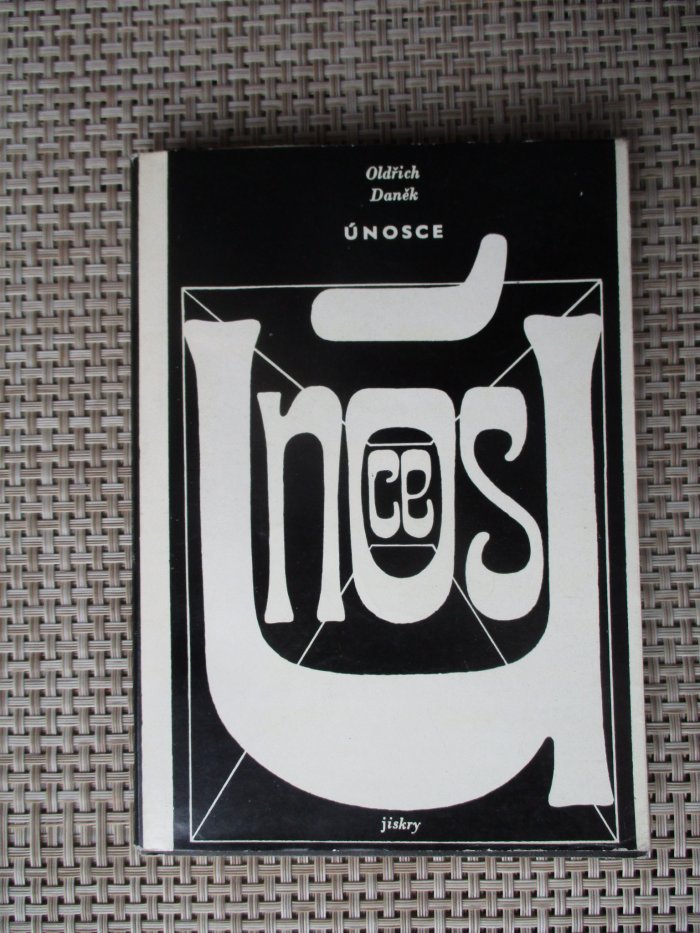 Oldřich
Daněk
ÚNOSCE
únosce
jiskry